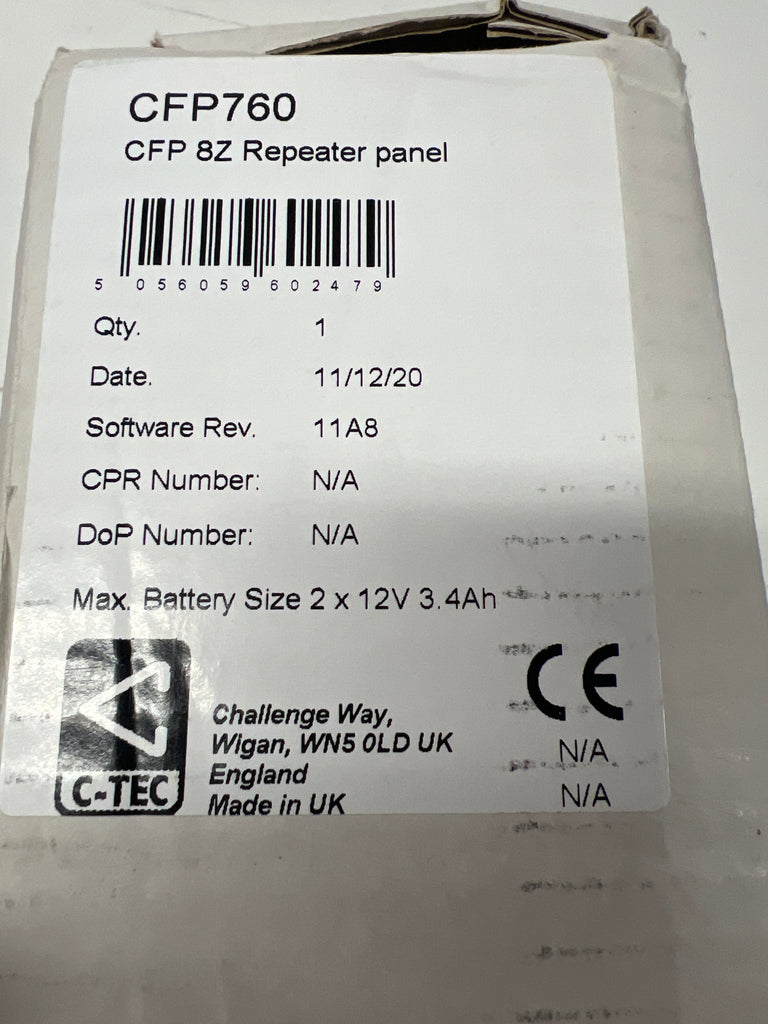 CFP760
CFP 8Z Repeater panel
5 056059 602479
Qty. 1
Date. 11/12/20
Software Rev. 11A8
CPR Number: N/A
DoP Number: N/A
Max. Battery Size 2 x 12V 3.4Ah
CE
Challenge Way,
Wigan, WN5 0LD UK
England
Made in UK
C-TEC
N/A
N/A